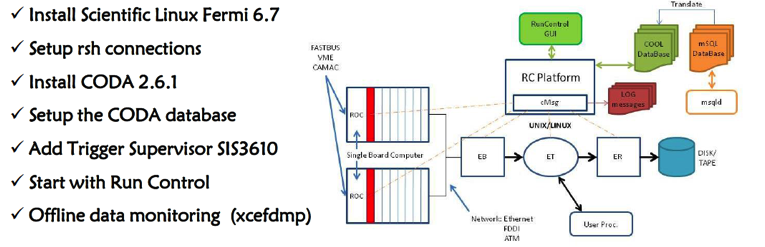 ✓ Install Scientific Linux Fermi 6.7
✓ Setup rsh connections
✓ Install CODA 2.6.1
✓ Setup the CODA database
✓ Add Trigger Supervisor SIS3610
✓ Start with Run Control
✓ Offline data monitoring (xcefdmp)
FASTBUS
VME
CAMAC
ROC
Single Board Computer
ROC
Network: Ethernet
FDDI
ATM
RunControl
GUI
RC Platform
cMsg
UNIX/LINUX
Translate
COOL
DataBase
mSQL
DataBase
LOG
messages
msqld
EB
ET
ER
DISK/
TAPE
User Proc.